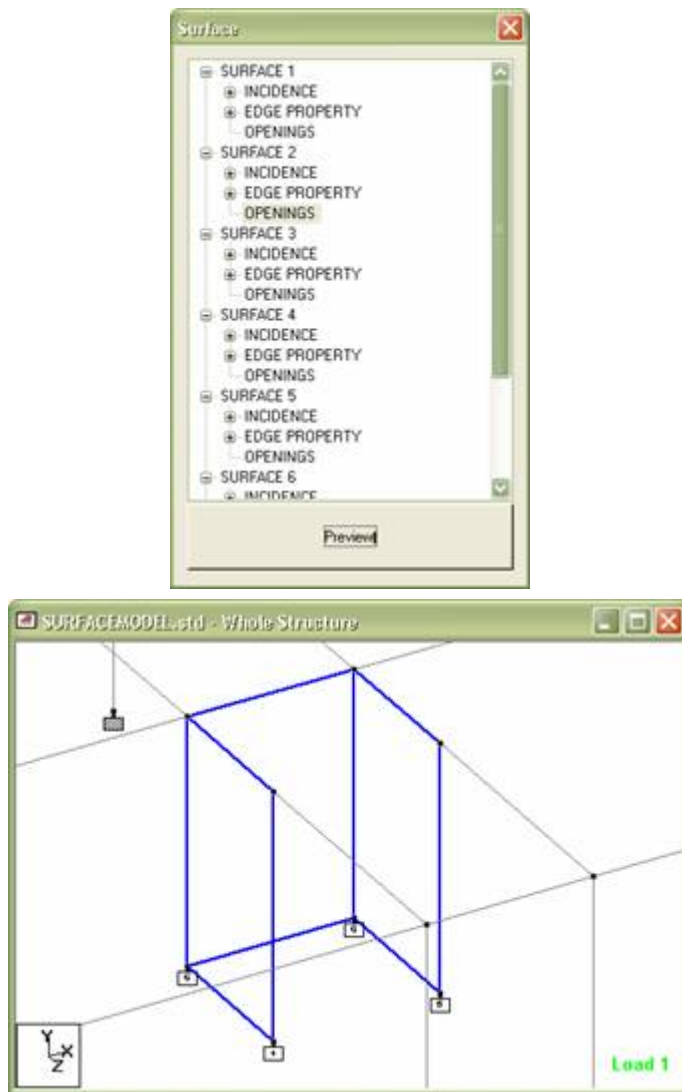 Surface
SURFACE 1
INCIDENCE
EDGE PROPERTY
OPENINGS
SURFACE 2
INCIDENCE
EDGE PROPERTY
OPENINGS
SURFACE 3
INCIDENCE
EDGE PROPERTY
OPENINGS
SURFACE 4
INCIDENCE
EDGE PROPERTY
OPENINGS
SURFACE 5
INCIDENCE
EDGE PROPERTY
OPENINGS
SURFACE 6
INCIDENCE
Preview
SURFACEMODEL.std - Whole Structure
Y
X
Z
Load 1